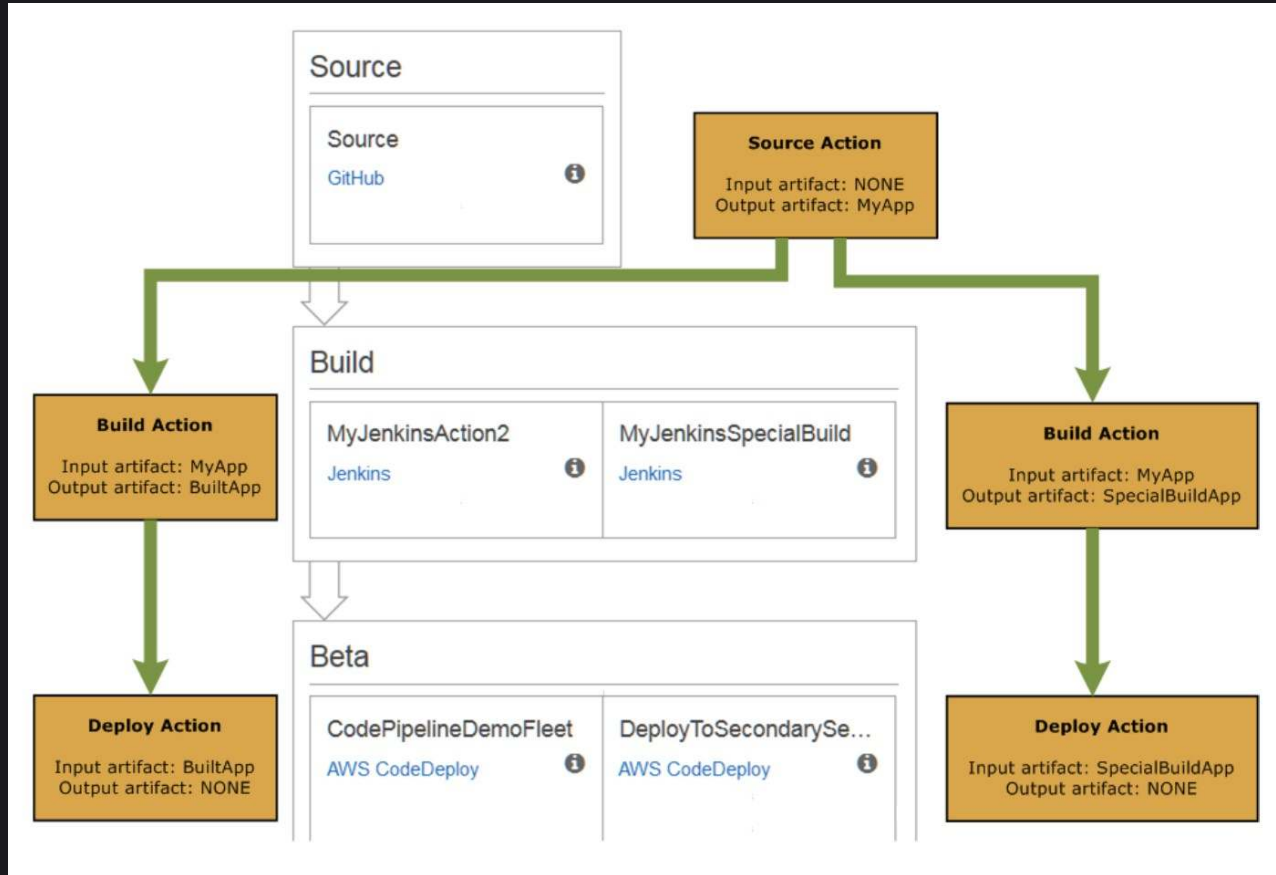 Source
Source
GitHub
Source Action
Input artifact: NONE
Output artifact: MyApp
Build
Build Action
Input artifact: MyApp
Output artifact: BuiltApp
MyJenkinsAction2
Jenkins
MyJenkinsSpecialBuild
Jenkins
Build Action
Input artifact: MyApp
Output artifact: SpecialBuildApp
Beta
Deploy Action
Input artifact: BuiltApp
Output artifact: NONE
CodePipelineDemoFleet
AWS CodeDeploy
DeployToSecondarySe...
AWS CodeDeploy
Deploy Action
Input artifact: SpecialBuildApp
Output artifact: NONE